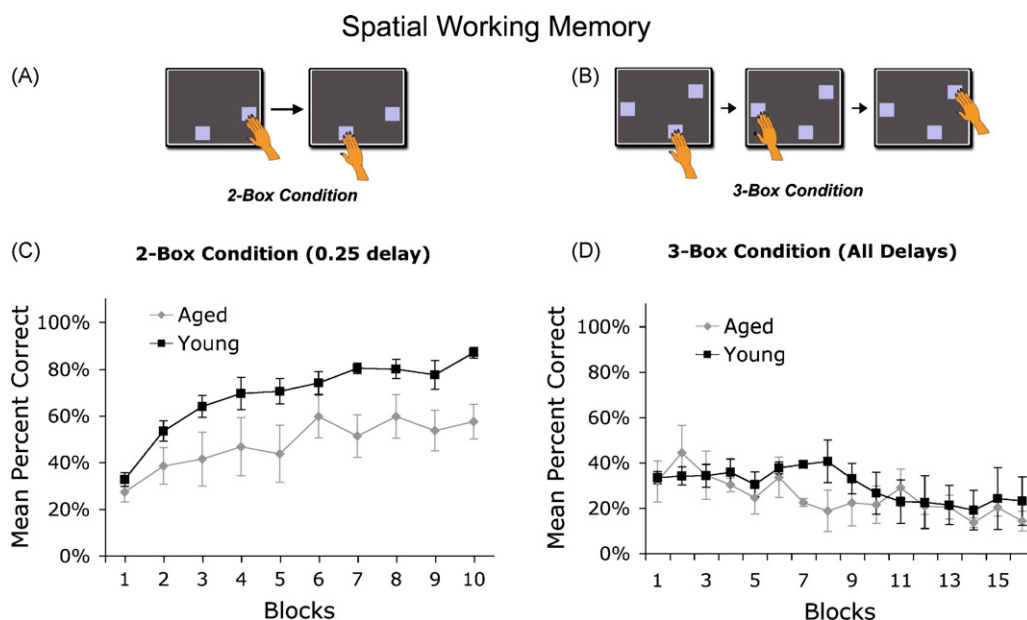 Spatial Working Memory
(A)
(B)
2-Box Condition
3-Box Condition
(C)
2-Box Condition (0.25 delay)
Mean Percent Correct
100%
80%
60%
40%
20%
0%
Aged
Young
1 2 3 4 5 6 7 8 9 10
Blocks
(D)
3-Box Condition (All Delays)
Mean Percent Correct
100%
80%
60%
40%
20%
0%
Aged
Young
1 3 5 7 9 11 13 15
Blocks